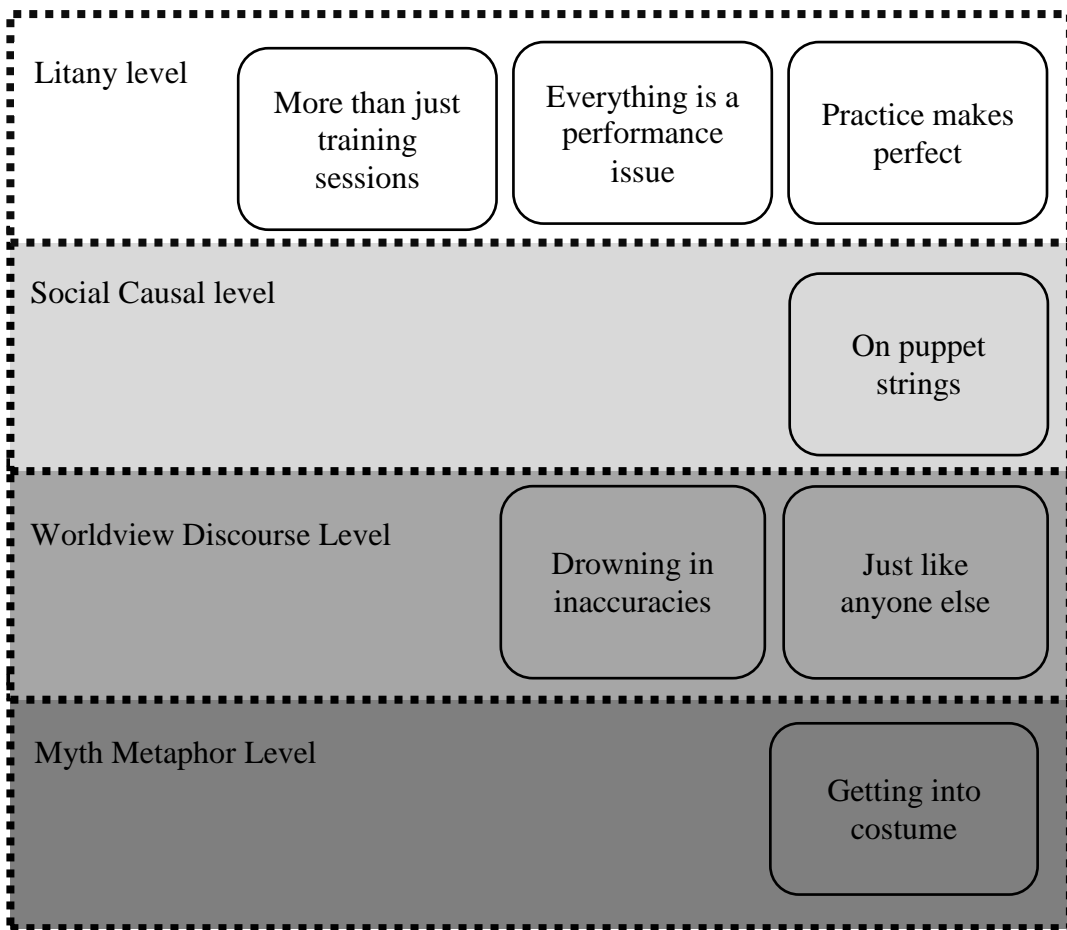 Litany level
More than just
training
sessions
Everything is a
performance
issue
Practice makes
perfect
Social Causal level
On puppet
strings
Worldview Discourse Level
Drowning in
inaccuracies
Just like
anyone else
Myth Metaphor Level
Getting into
costume